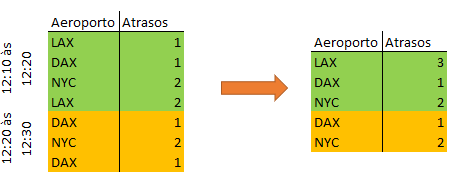 Aeroporto Atrasos
12:10 às
12:20
LAX 1
DAX 1
NYC 2
LAX 2
12:20 às
12:30
DAX 1
NYC 2
DAX 1
Aeroporto Atrasos
LAX 3
DAX 1
NYC 2
DAX 1
NYC 2